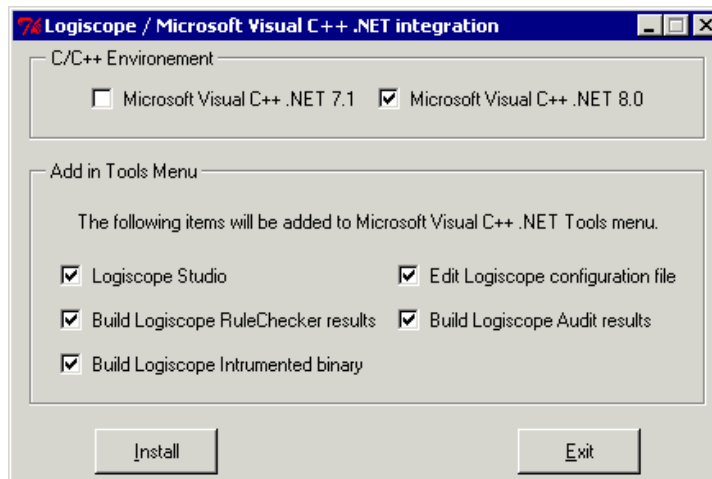 Logiscope / Microsoft Visual C++ .NET integration
C/C++ Environement
Microsoft Visual C++ .NET 7.1 Microsoft Visual C++ .NET 8.0
Add in Tools Menu
The following items will be added to Microsoft Visual C++ .NET Tools menu.
Logiscope Studio Edit Logiscope configuration file
Build Logiscope RuleChecker results Build Logiscope Audit results
Build Logiscope Intrumented binary
Install Exit